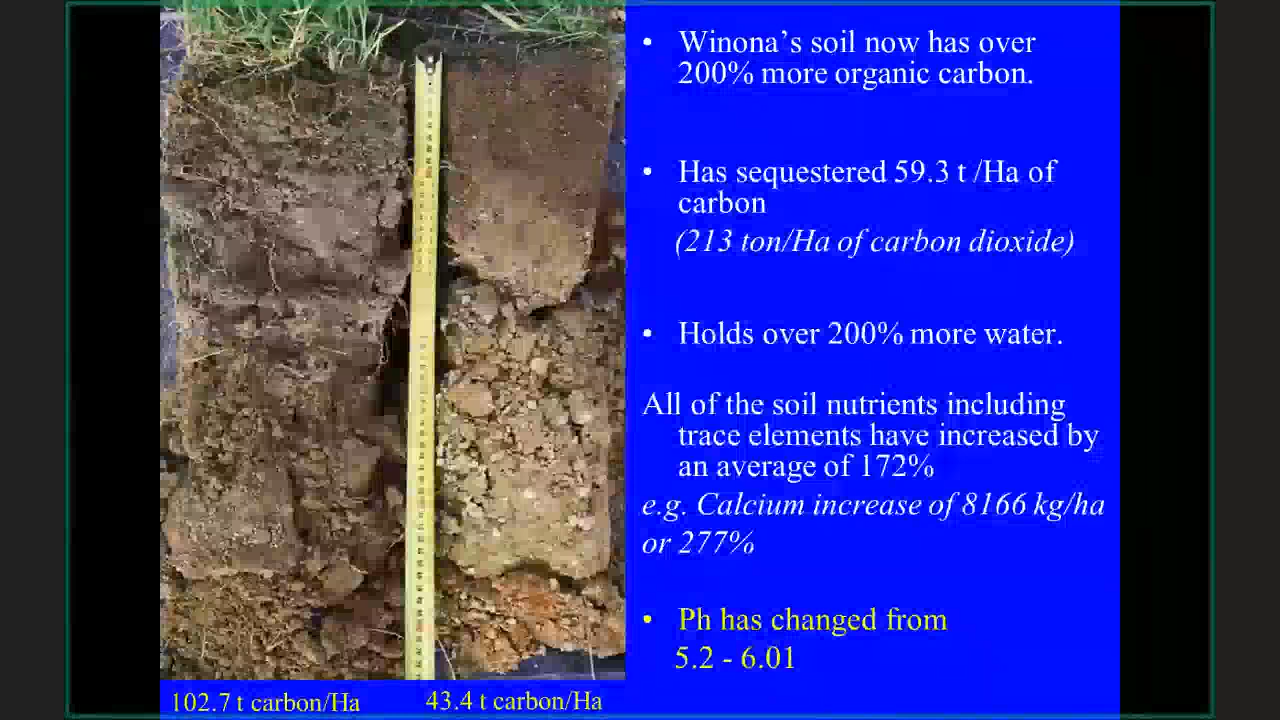 • Winona’s soil now has over
200% more organic carbon.
• Has sequestered 59.3 t /Ha of
carbon
(213 ton/Ha of carbon dioxide)
• Holds over 200% more water.
All of the soil nutrients including
trace elements have increased by
an average of 172%
e.g. Calcium increase of 8166 kg/ha
or 277%
• Ph has changed from
5.2 - 6.01
102.7 t carbon/Ha
43.4 t carbon/Ha